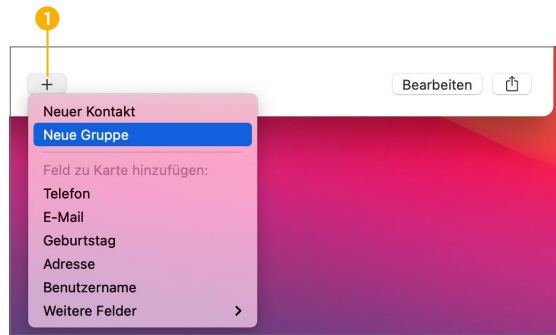 1
+
Bearbeiten
Neuer Kontakt
Neue Gruppe
Feld zu Karte hinzufügen:
Telefon
E-Mail
Geburtstag
Adresse
Benutzername
Weitere Felder >